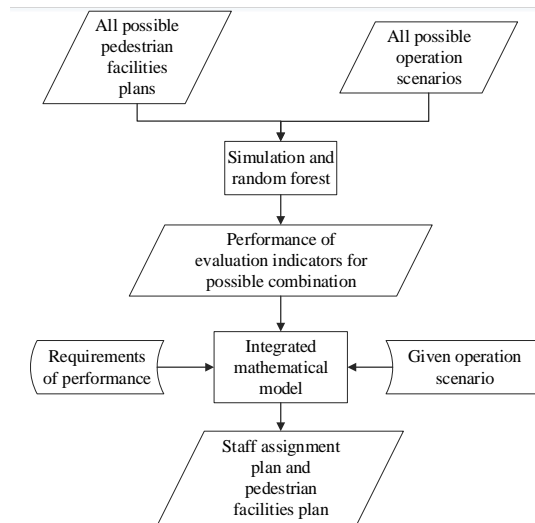 All possible
pedestrian
facilities
plans
All possible
operation
scenarios
Simulation and
random forest
Performance of
evaluation indicators for
possible combination
Requirements
of performance
Integrated
mathematical
model
Given operation
scenario
Staff assignment
plan and
pedestrian
facilities plan